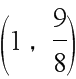 (1 , 9/8)